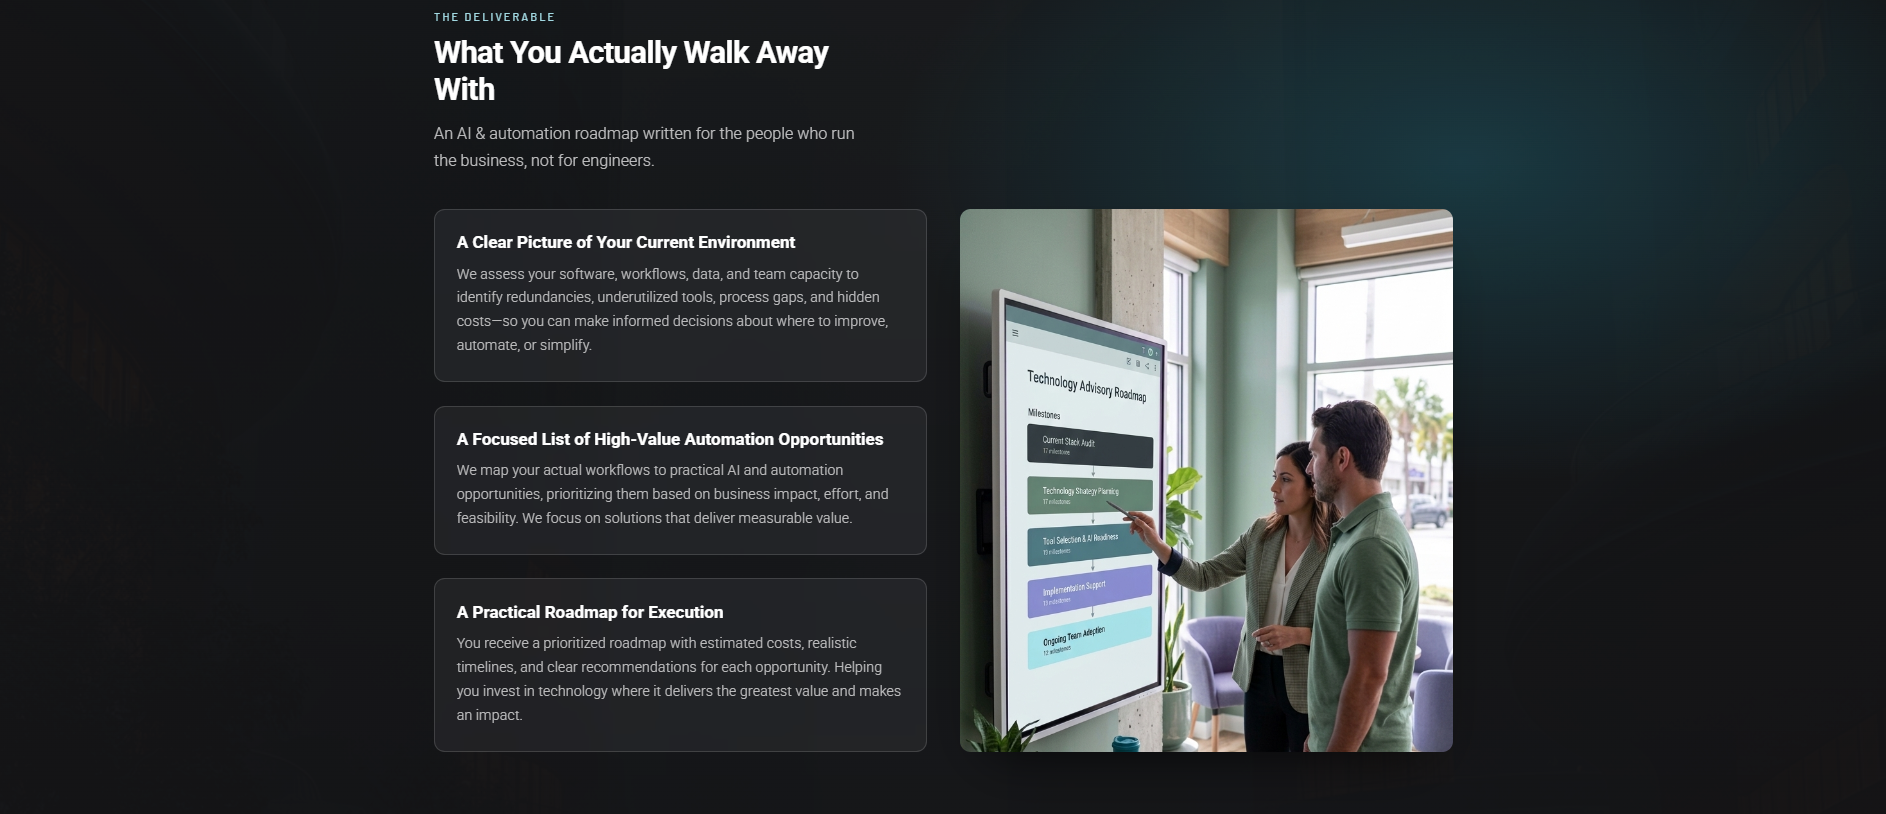 THE DELIVERABLE
What You Actually Walk Away
With
An AI & automation roadmap written for the people who run
the business, not for engineers.
A Clear Picture of Your Current Environment
We assess your software, workflows, data, and team capacity to
identify redundancies, underutilized tools, process gaps, and hidden
costs—so you can make informed decisions about where to improve,
automate, or simplify.
A Focused List of High-Value Automation Opportunities
We map your actual workflows to practical AI and automation
opportunities, prioritizing them based on business impact, effort, and
feasibility. We focus on solutions that deliver measurable value.
A Practical Roadmap for Execution
You receive a prioritized roadmap with estimated costs, realistic
timelines, and clear recommendations for each opportunity. Helping
you invest in technology where it delivers the greatest value and makes
an impact.
Technology Advisory Roadmap
Milestones
Current Stack Audit
17 milestones
Technology Strategy Planning
17 milestones
Tool Selection & AI Readiness
Implementation Support
Ongoing Team Adoption
12 milestones